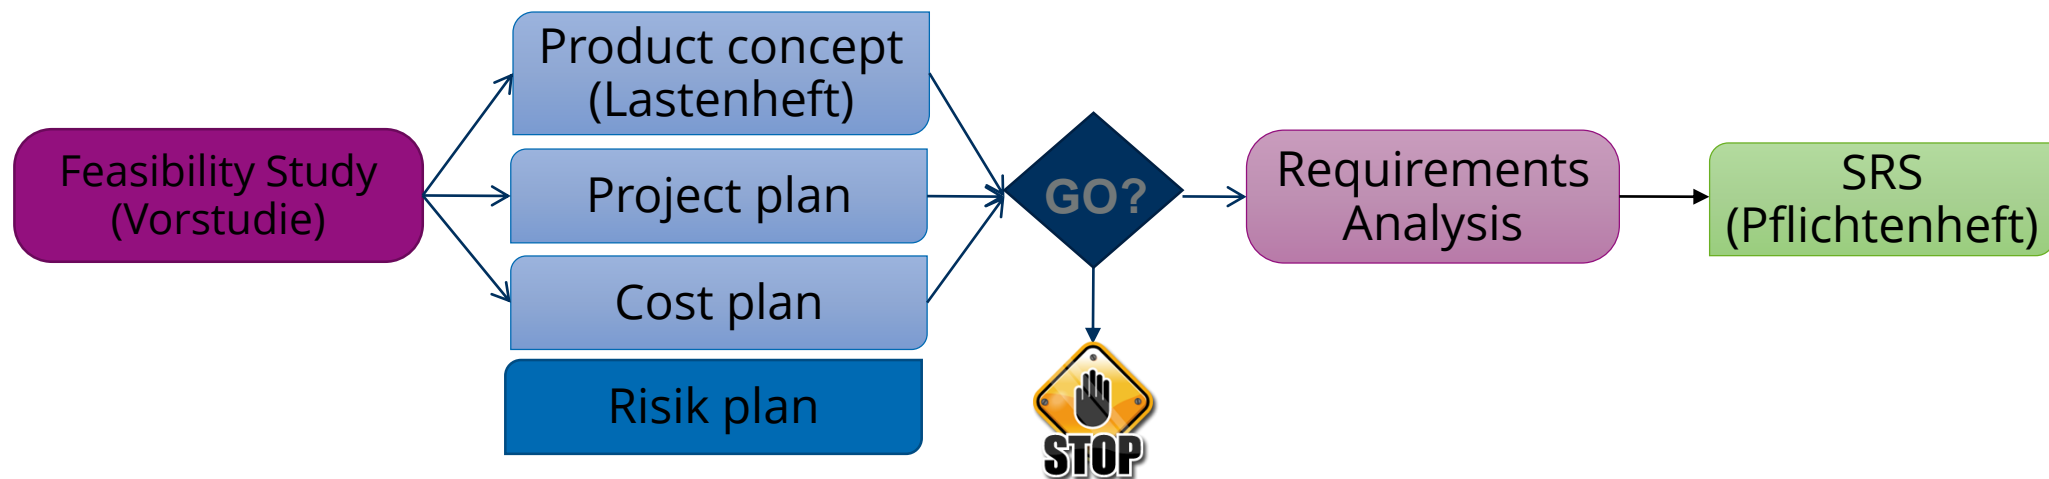 Feasibility Study
(Vorstudie)
Product concept
(Lastenheft)
Project plan
Cost plan
Risik plan
GO?
STOP
Requirements
Analysis
SRS
(Pflichtenheft)